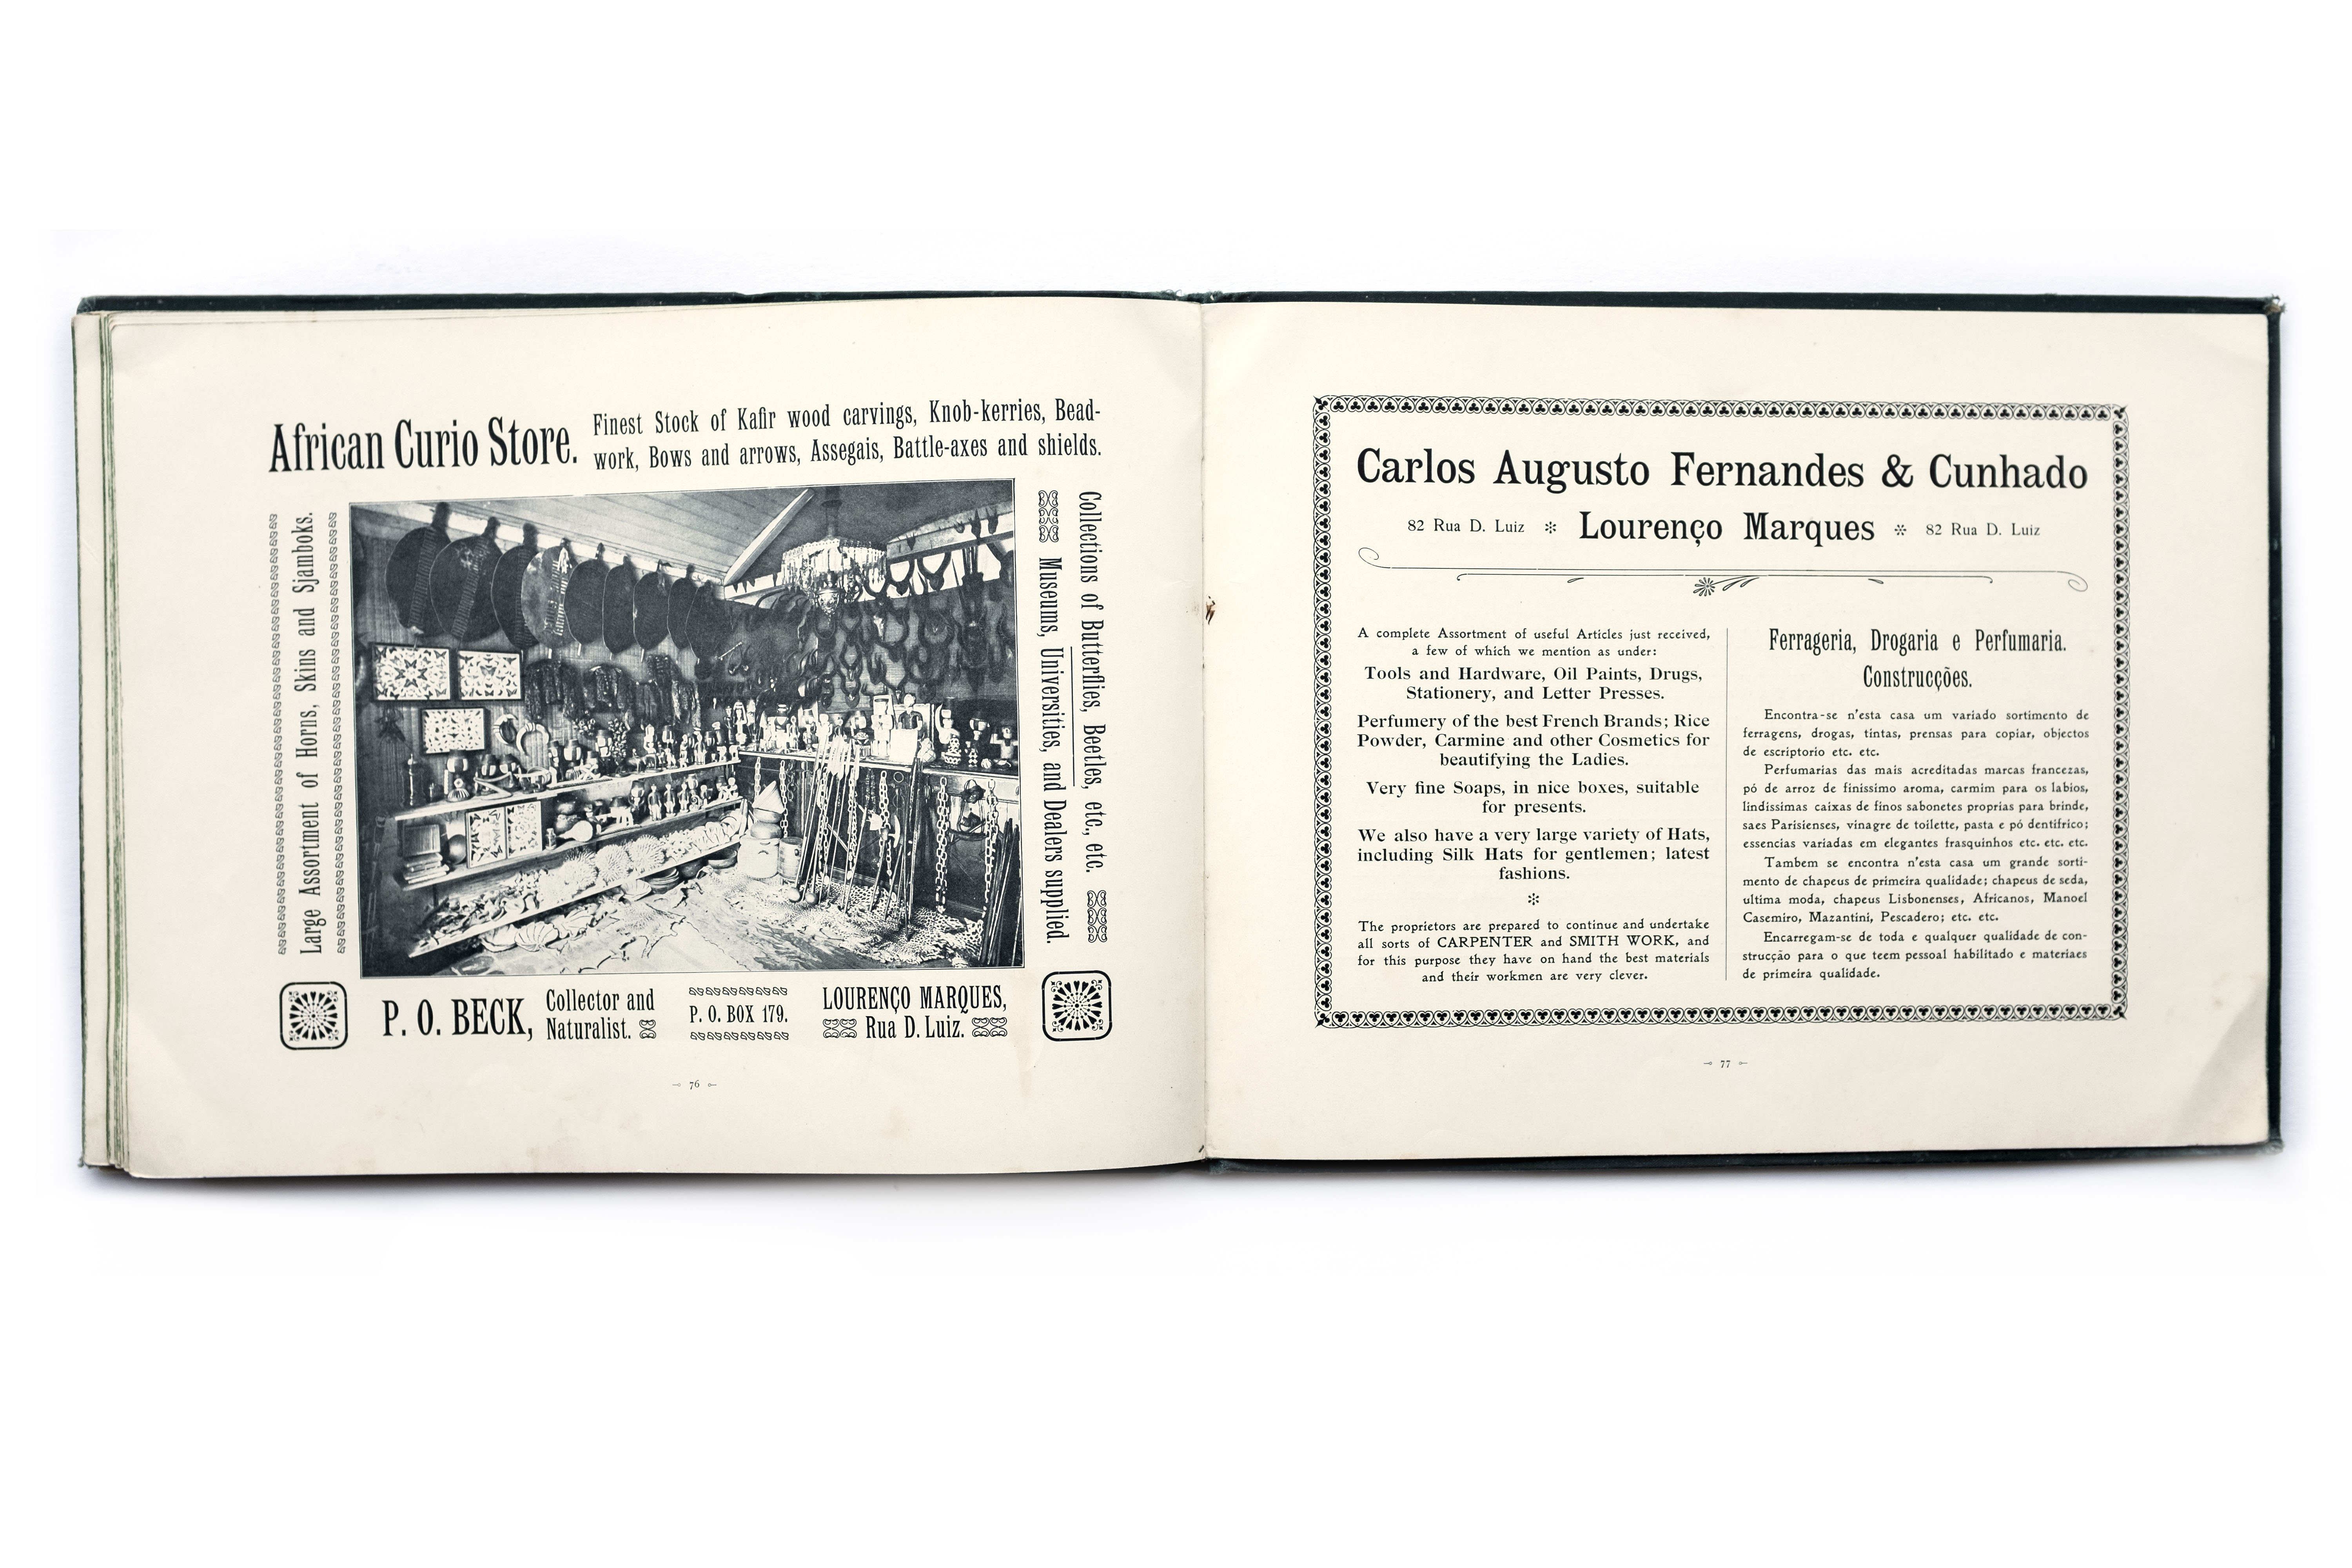 African Curio Store.
Finest Stock of Kafir wood carvings, Knob-kerries, Bead-
work, Bows and arrows, Assegais, Battle-axes and shields.
Large Assortment of Horns, Skins and Sjamboks.
Collections of Butterflies, Beetles, etc., etc.
Museums, Universities, and Dealers supplied.
P. O. BECK,
Collector and
Naturalist.
P. O. BOX 179.
LOURENÇO MARQUES,
Rua D. Luiz.
76
Carlos Augusto Fernandes & Cunhado
82 Rua D. Luiz Lourenço Marques 82 Rua D. Luiz
A complete Assortment of useful Articles just received,
a few of which we mention as under:
Tools and Hardware, Oil Paints, Drugs,
Stationery, and Letter Presses.
Perfumery of the best French Brands; Rice
Powder, Carmine and other Cosmetics for
beautifying the Ladies.
Very fine Soaps, in nice boxes, suitable
for presents.
We also have a very large variety of Hats,
including Silk Hats for gentlemen; latest
fashions.
The proprietors are prepared to continue and undertake
all sorts of CARPENTER and SMITH WORK, and
for this purpose they have on hand the best materials
and their workmen are very clever.
Ferrageria, Drogaria e Perfumaria.
Construcções.
Encontra-se n'esta casa um variado sortimento de
ferragens, drogas, tintas, prensas para copiar, objectos
de escriptorio etc. etc.
Perfumarias das mais acreditadas marcas francezas,
pó de arroz de finissimo aroma, carmim para os labios,
lindissimas caixas de finos sabonetes proprias para brinde,
saes Parisienses, vinagre de toilette, pasta e pó dentifrico;
essencias variadas em elegantes frasquinhos etc. etc. etc.
Tambem se encontra n'esta casa um grande sorti-
mento de chapeus de primeira qualidade; chapeus de seda,
ultima moda, chapeus Lisbonenses, Africanos, Manoel
Casemiro, Mazantini, Pescadero; etc. etc.
Encarregam-se de toda e qualquer qualidade de con-
strucção para o que teem pessoal habilitado e materiaes
de primeira qualidade.
77